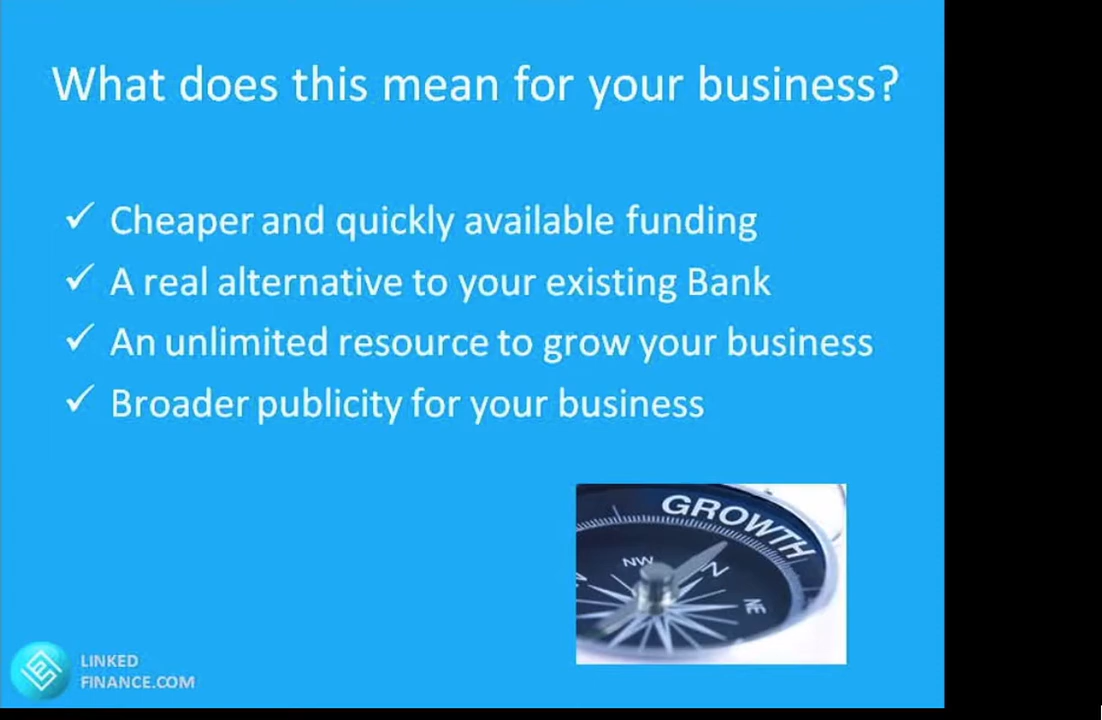 What does this mean for your business?
✓ Cheaper and quickly available funding
✓ A real alternative to your existing Bank
✓ An unlimited resource to grow your business
✓ Broader publicity for your business
GROWTH
NW
N
NE
LINKED
FINANCE.COM